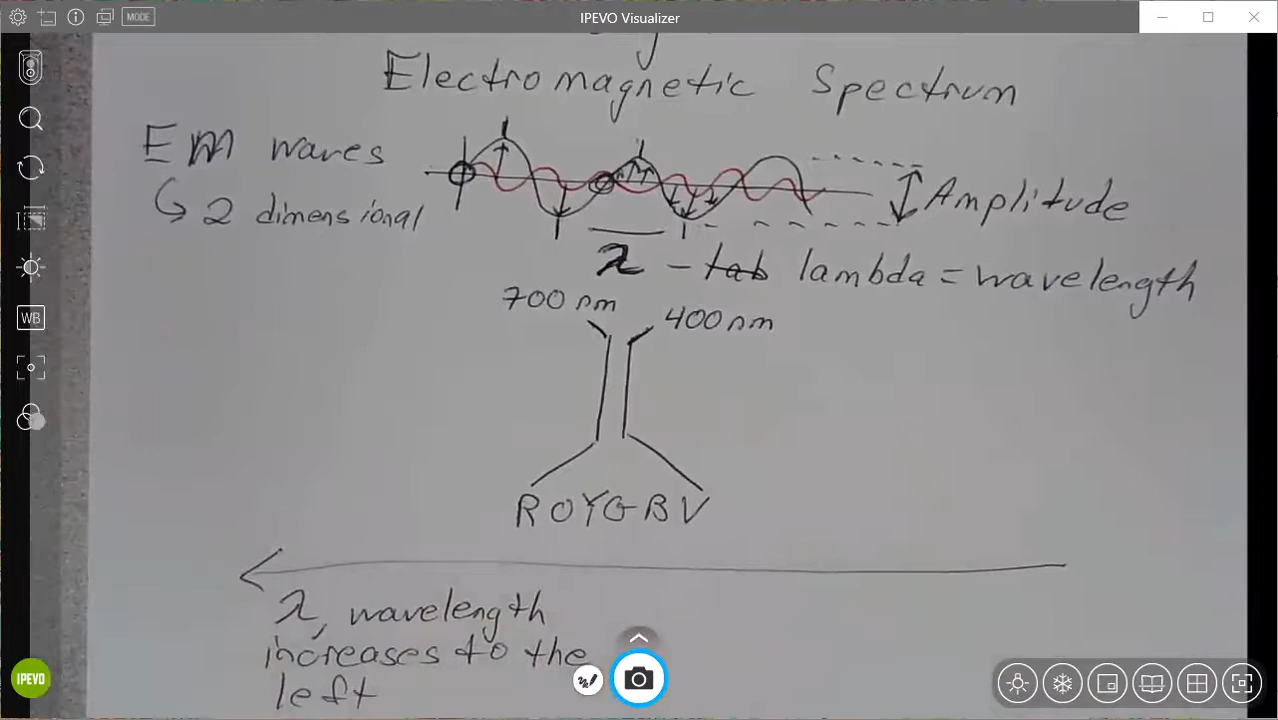 MODE
IPEVO Visualizer
Electromagnetic Spectrum
EM waves
2 dimensional
Amplitude
λ - tab lambda = wavelength
700 nm
400 nm
WB
ROYGBV
λ, wavelength
increases to the
left
IPEVO